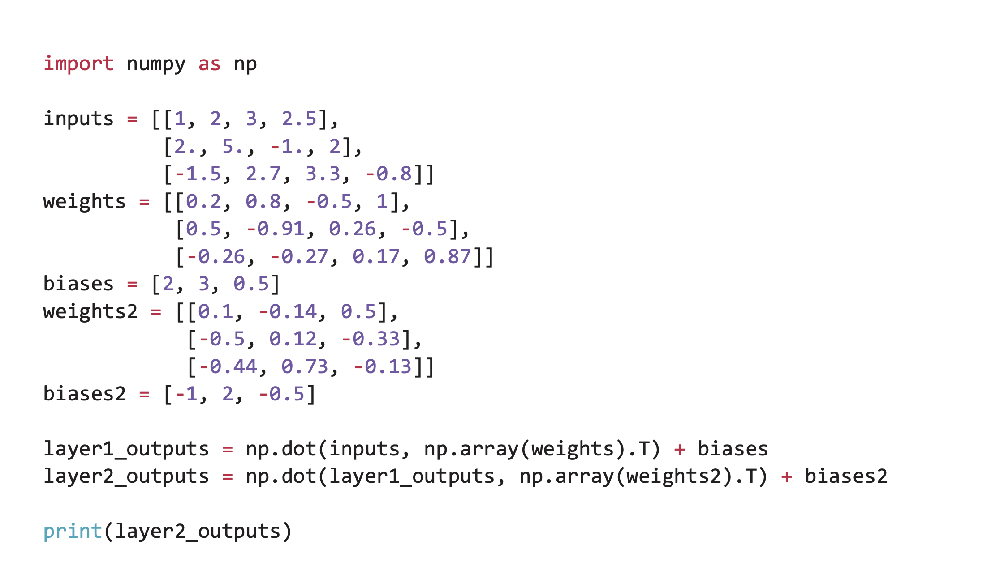 import numpy as np

inputs = [[1, 2, 3, 2.5],
          [2., 5., -1., 2],
          [-1.5, 2.7, 3.3, -0.8]]
weights = [[0.2, 0.8, -0.5, 1],
           [0.5, -0.91, 0.26, -0.5],
           [-0.26, -0.27, 0.17, 0.87]]
biases = [2, 3, 0.5]
weights2 = [[0.1, -0.14, 0.5],
            [-0.5, 0.12, -0.33],
            [-0.44, 0.73, -0.13]]
biases2 = [-1, 2, -0.5]

layer1_outputs = np.dot(inputs, np.array(weights).T) + biases
layer2_outputs = np.dot(layer1_outputs, np.array(weights2).T) + biases2

print(layer2_outputs)